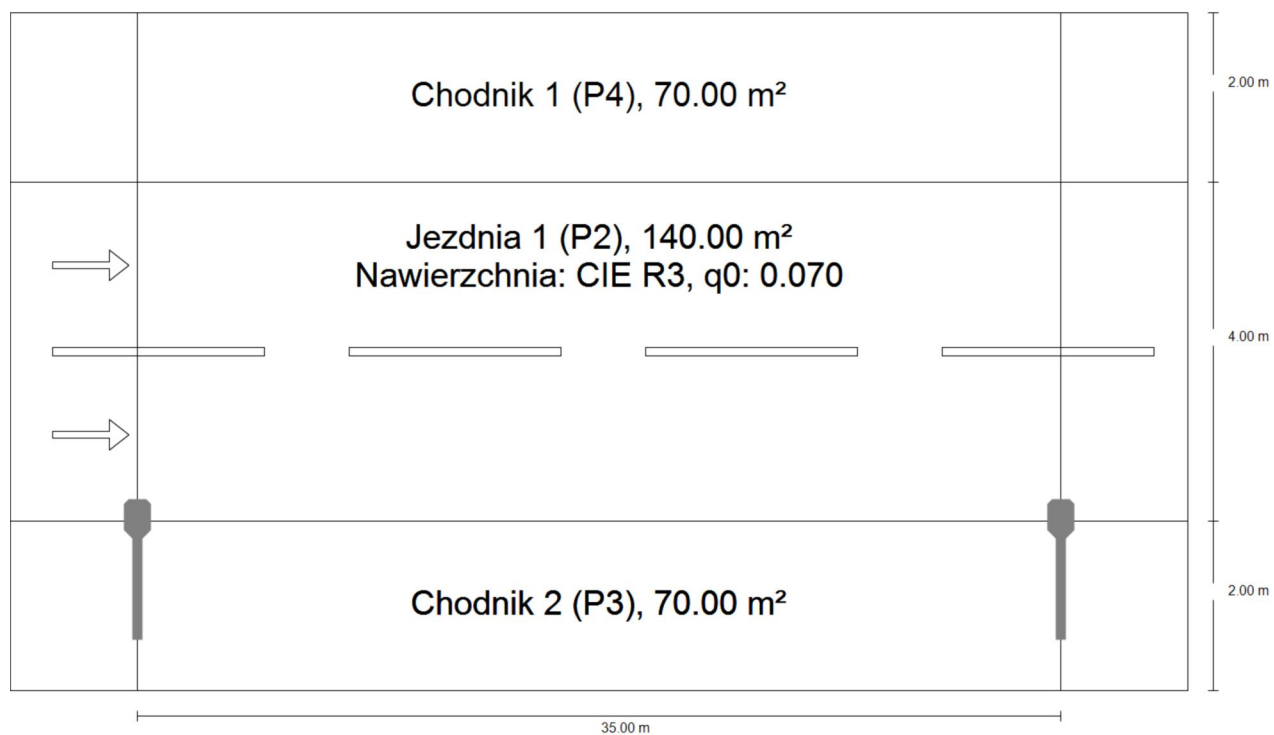 Chodnik 1 (P4), 70.00 m²
2.00 m
Jezdnia 1 (P2), 140.00 m²
Nawierzchnia: CIE R3, q0: 0.070
4.00 m
Chodnik 2 (P3), 70.00 m²
2.00 m
35.00 m